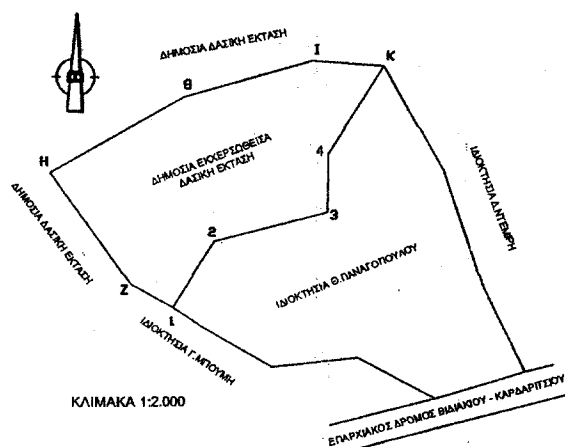 ΔΗΜΟΣΙΑ ΔΑΣΙΚΗ ΕΚΤΑΣΗ
Ι
Κ
Θ
Η
ΔΗΜΟΣΙΑ ΕΚΧΕΡΣΩΘΕΙΣΑ
ΔΑΣΙΚΗ ΕΚΤΑΣΗ
4
ΙΔΙΟΚΤΗΣΙΑ Δ.ΝΤΕΜΙΡΗ
ΔΗΜΟΣΙΑ ΔΑΣΙΚΗ ΕΚΤΑΣΗ
2
3
ΙΔΙΟΚΤΗΣΙΑ Θ.ΠΑΝΑΓΟΠΟΥΛΟΥ
Ζ
1
ΙΔΙΟΚΤΗΣΙΑ Γ.ΜΠΟΥΜΗ
ΚΛΙΜΑΚΑ 1:2.000
ΕΠΑΡΧΙΑΚΟΣ ΔΡΟΜΟΣ ΒΙΔΙΑΚΙΟΥ - ΚΑΡΔΑΡΙΤΣΙΟΥ